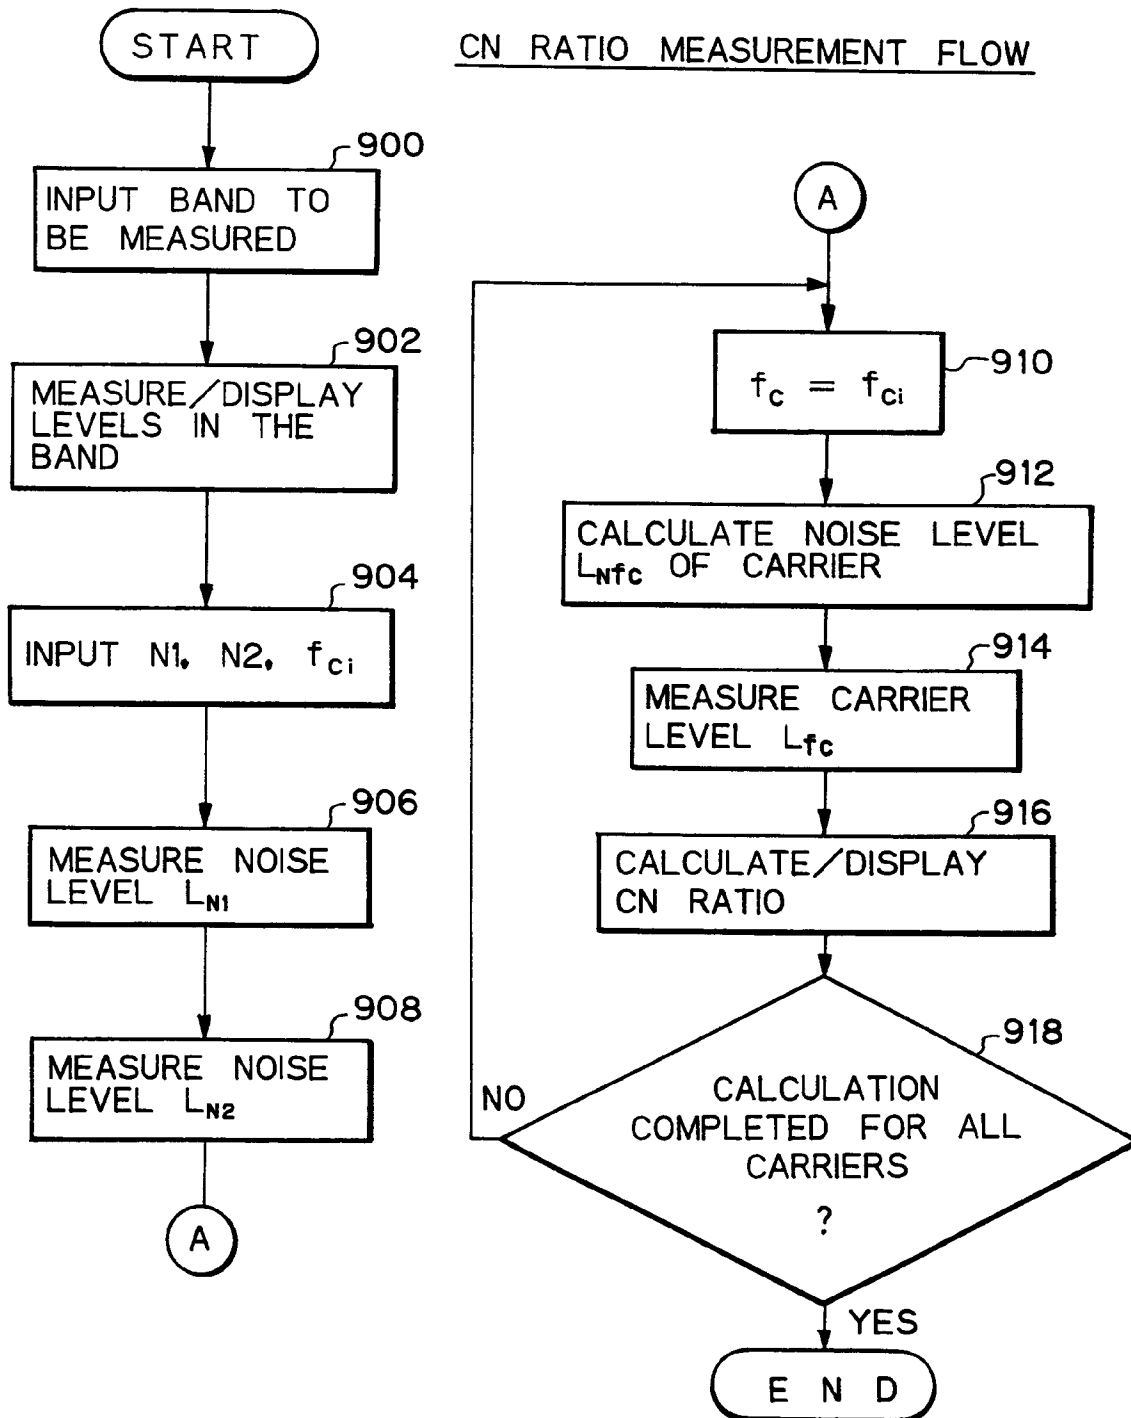 START
CN RATIO MEASUREMENT FLOW
900
INPUT BAND TO
BE MEASURED
902
MEASURE/DISPLAY
LEVELS IN THE
BAND
904
INPUT N1, N2, fci
906
MEASURE NOISE
LEVEL LN1
908
MEASURE NOISE
LEVEL LN2
A
A
910
fc = fci
912
CALCULATE NOISE LEVEL
LNfc OF CARRIER
914
MEASURE CARRIER
LEVEL Lfc
916
CALCULATE/DISPLAY
CN RATIO
918
CALCULATION
COMPLETED FOR ALL
CARRIERS
?
NO
YES
END